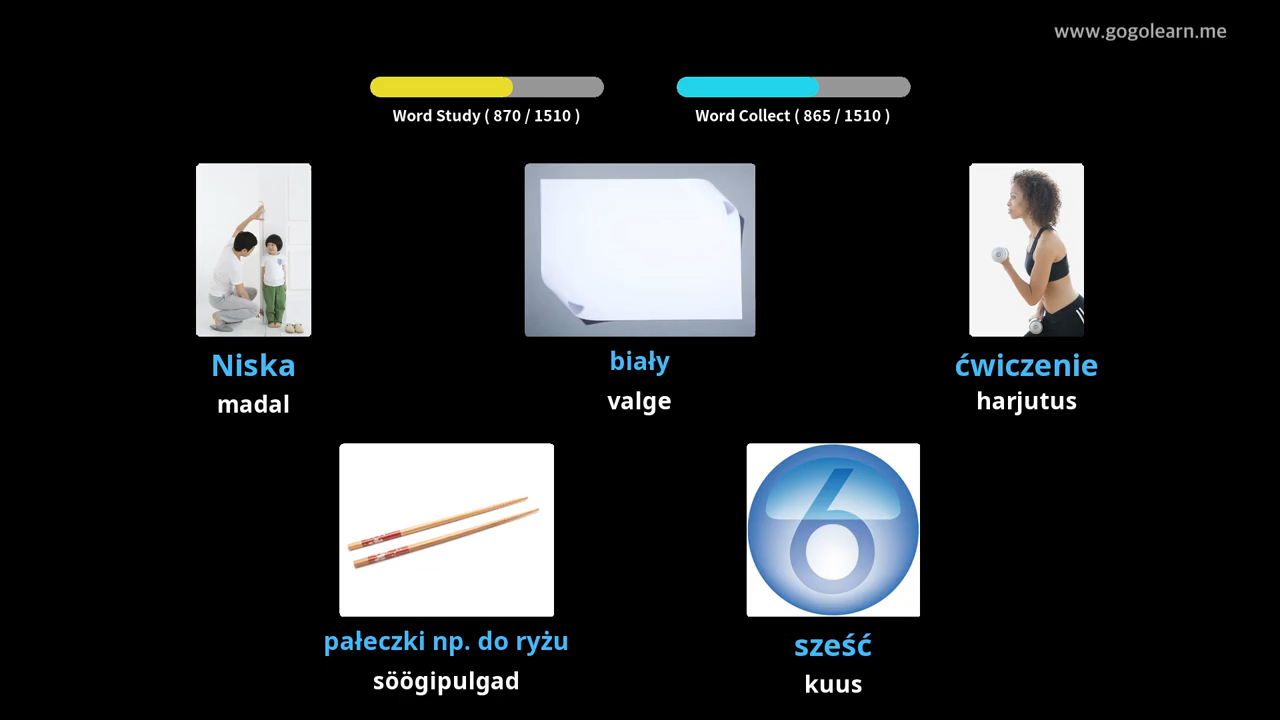 www.gogolearn.me
Word Study ( 870 / 1510 )
Word Collect ( 865 / 1510 )
Niska
madal
biały
valge
ćwiczenie
harjutus
pałeczki np. do ryżu
söögipulgad
6
sześć
kuus